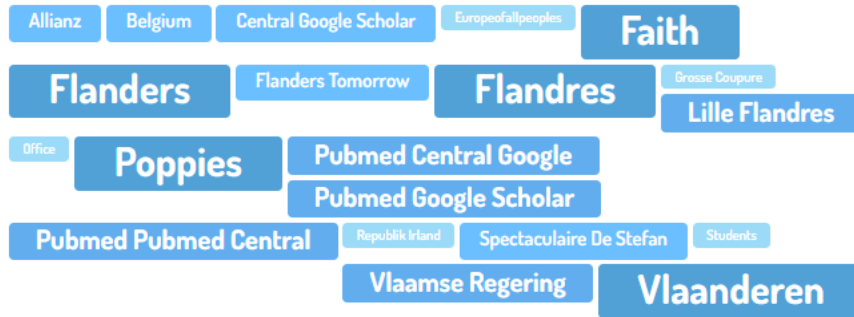 Allianz Belgium Central Google Scholar Europeofallpeoples Faith
Flanders Flanders Tomorrow Flandres Grosse Coupure
Lille Flandres
Office Poppies Pubmed Central Google
Pubmed Google Scholar
Pubmed Pubmed Central Republik Irland Spectaculaire De Stefan Students
Vlaamse Regering Vlaanderen